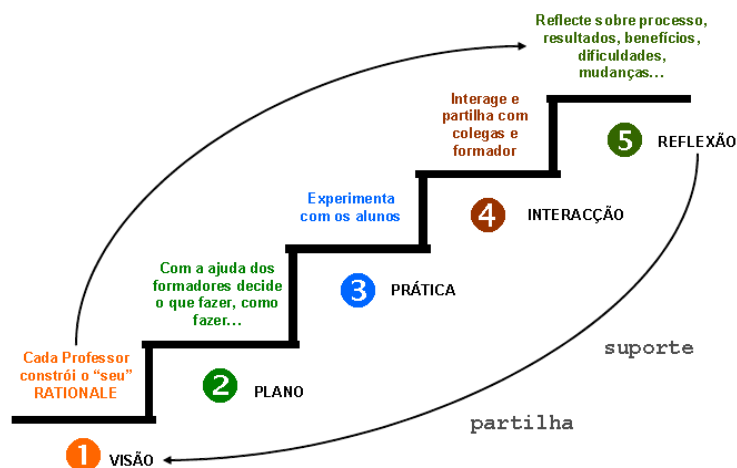 Reflecte sobre processo,
resultados, benefícios,
dificuldades,
mudanças...
5 REFLEXÃO
Interage e
partilha com
colegas e
formador
4 INTERACÇÃO
Experimenta
com os alunos
3 PRÁTICA
Com a ajuda dos
formadores decide
o que fazer, como
fazer...
2 PLANO
Cada Professor
constrói o “seu”
RATIONALE
1 VISÃO
suporte
partilha